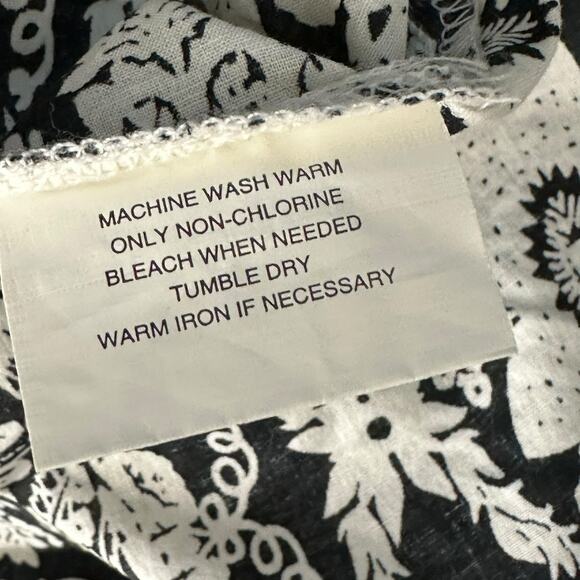 MACHINE WASH WARM
ONLY NON-CHLORINE
BLEACH WHEN NEEDED
TUMBLE DRY
WARM IRON IF NECESSARY